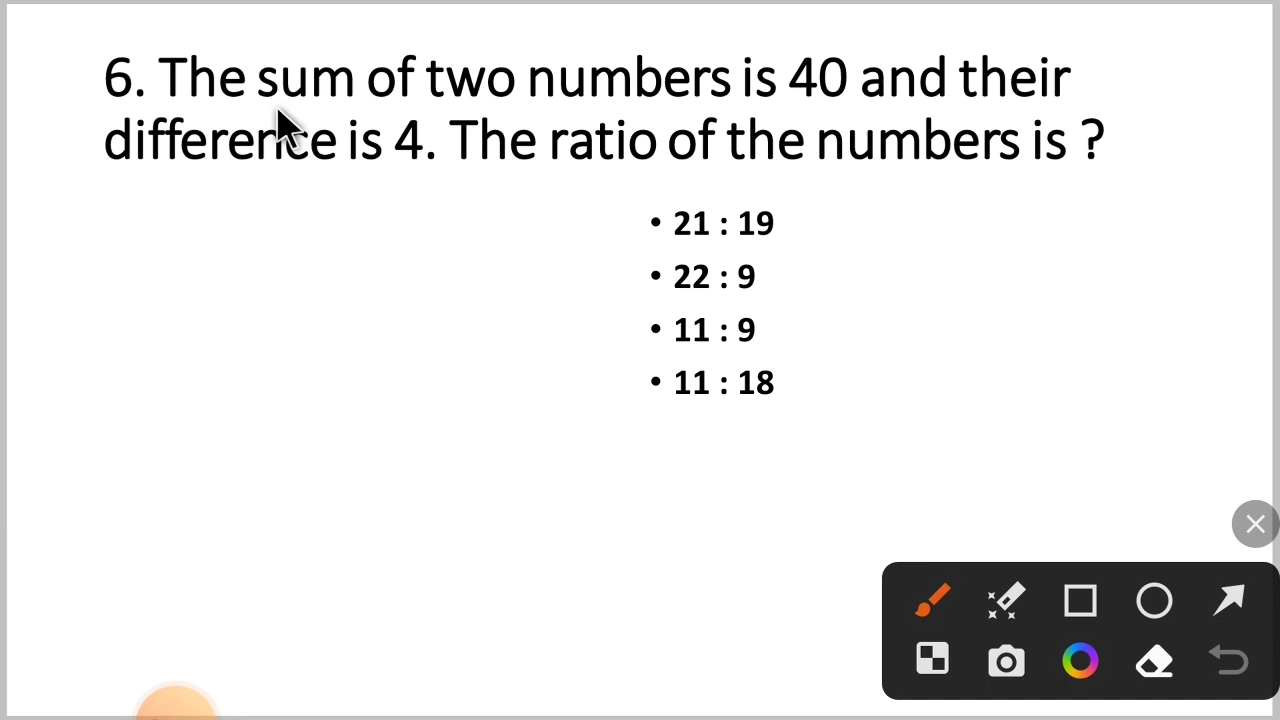 6. The sum of two numbers is 40 and their
difference is 4. The ratio of the numbers is ?
• 21 : 19
• 22 : 9
• 11 : 9
• 11 : 18